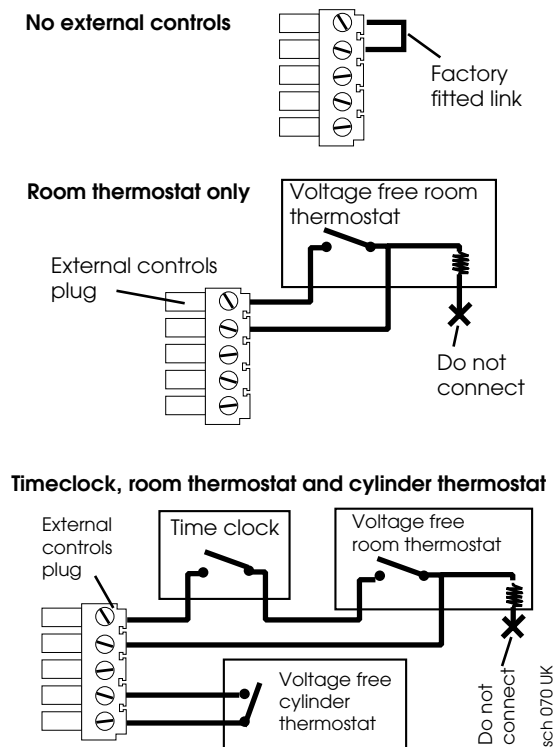 No external controls
Factory
fitted link
Room thermostat only
Voltage free room
thermostat
External controls
plug
Do not
connect
Timeclock, room thermostat and cylinder thermostat
External
controls
plug
Time clock
Voltage free
room thermostat
Voltage free
cylinder
thermostat
Do not
connect
sch 070 UK